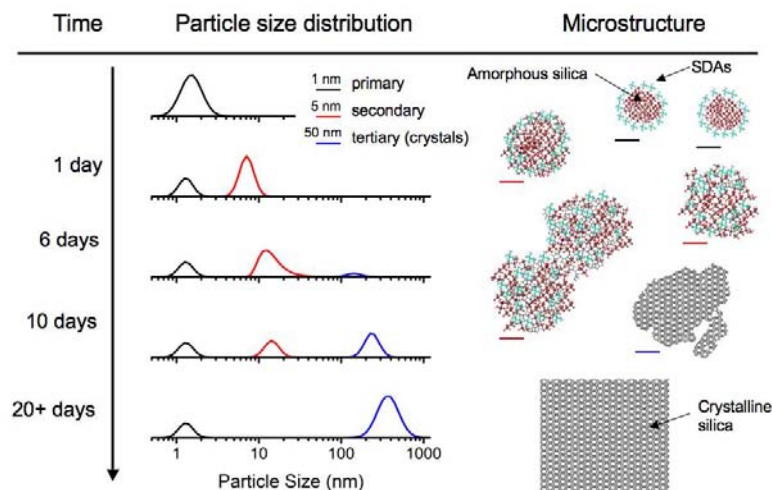 Time
Particle size distribution
Microstructure
1 nm primary
5 nm secondary
50 nm tertiary (crystals)
Amorphous silica
SDAs
1 day
6 days
10 days
20+ days
Crystalline
silica
1 10 100 1000
Particle Size (nm)